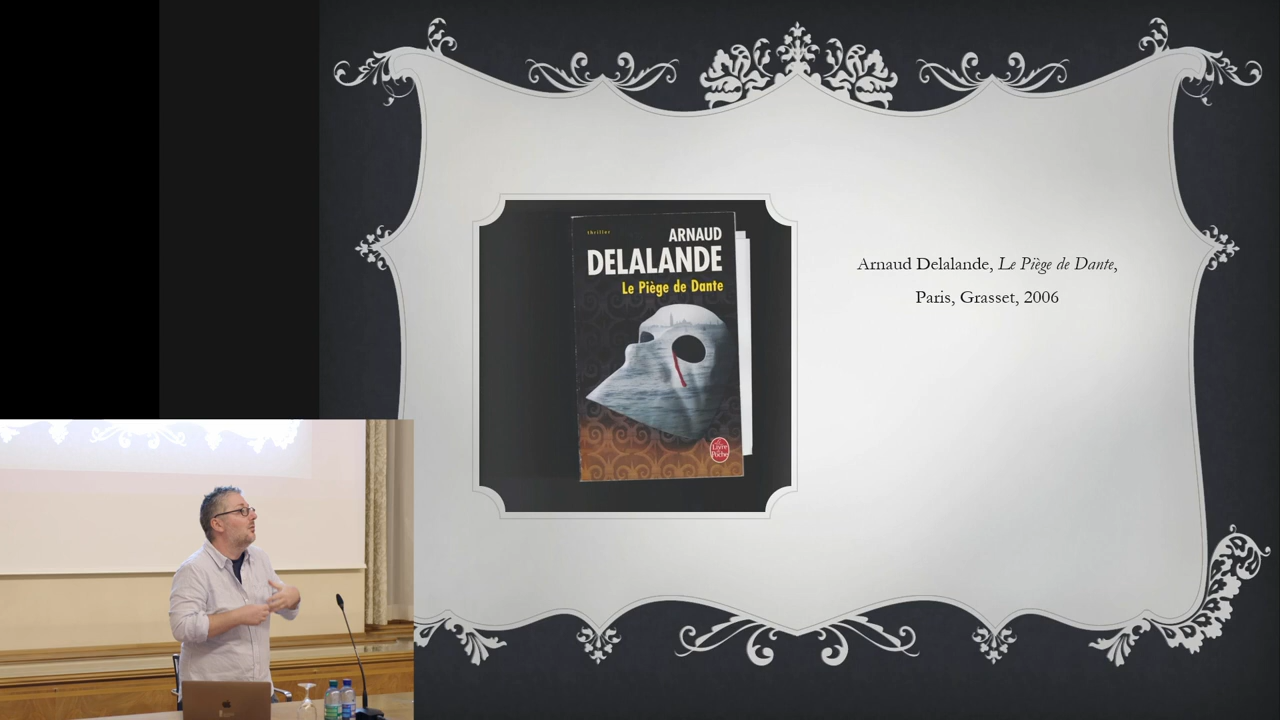 thriller
ARNAUD
DELALANDE
Le Piège de Dante
Le
Livre
de
Poche
Arnaud Delalande, Le Piège de Dante,
Paris, Grasset, 2006